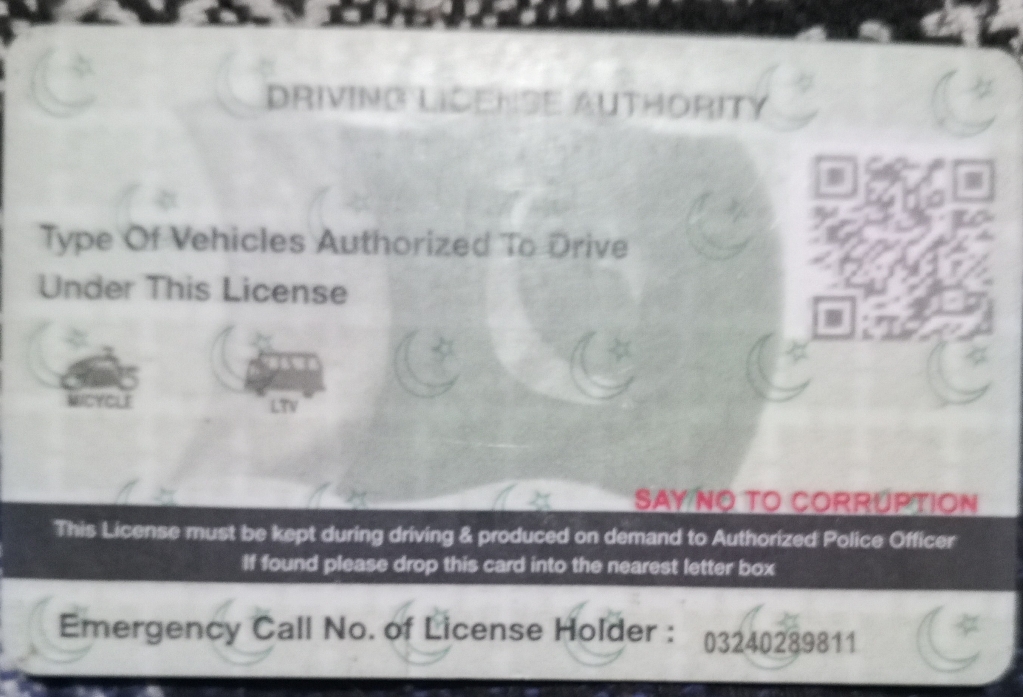 DRIVING LICENSE AUTHORITY
Type Of Vehicles Authorized To Drive
Under This License
M/CYCLE
LTV
SAY NO TO CORRUPTION
This License must be kept during driving & produced on demand to Authorized Police Officer
If found please drop this card into the nearest letter box
Emergency Call No. of License Holder : 03240289811